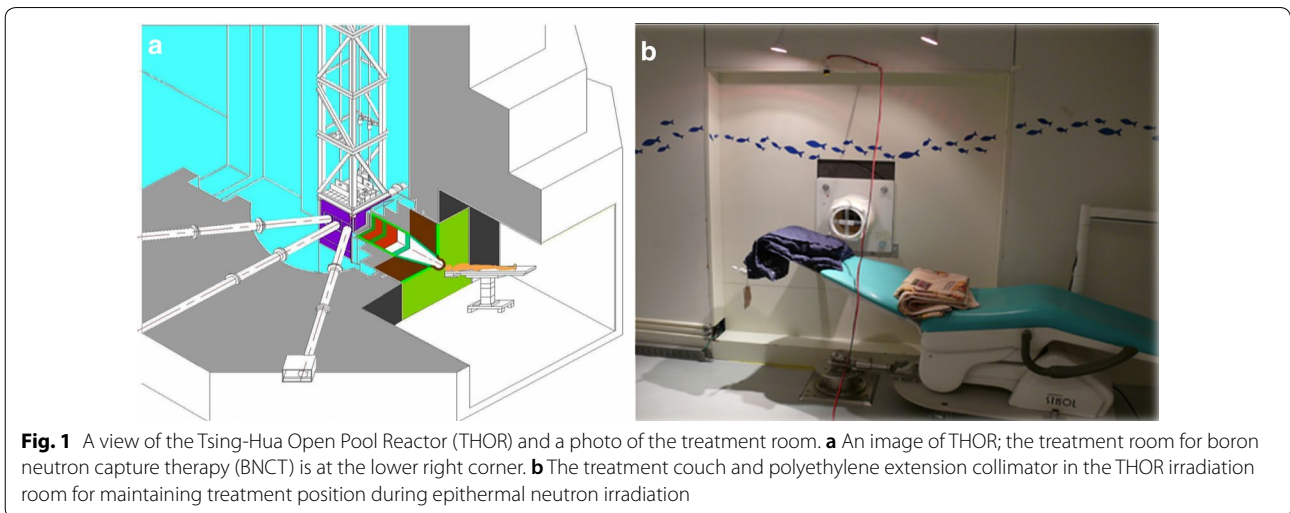 a
b
SIMOL
Fig. 1 A view of the Tsing-Hua Open Pool Reactor (THOR) and a photo of the treatment room. a An image of THOR; the treatment room for boron
neutron capture therapy (BNCT) is at the lower right corner. b The treatment couch and polyethylene extension collimator in the THOR irradiation
room for maintaining treatment position during epithermal neutron irradiation